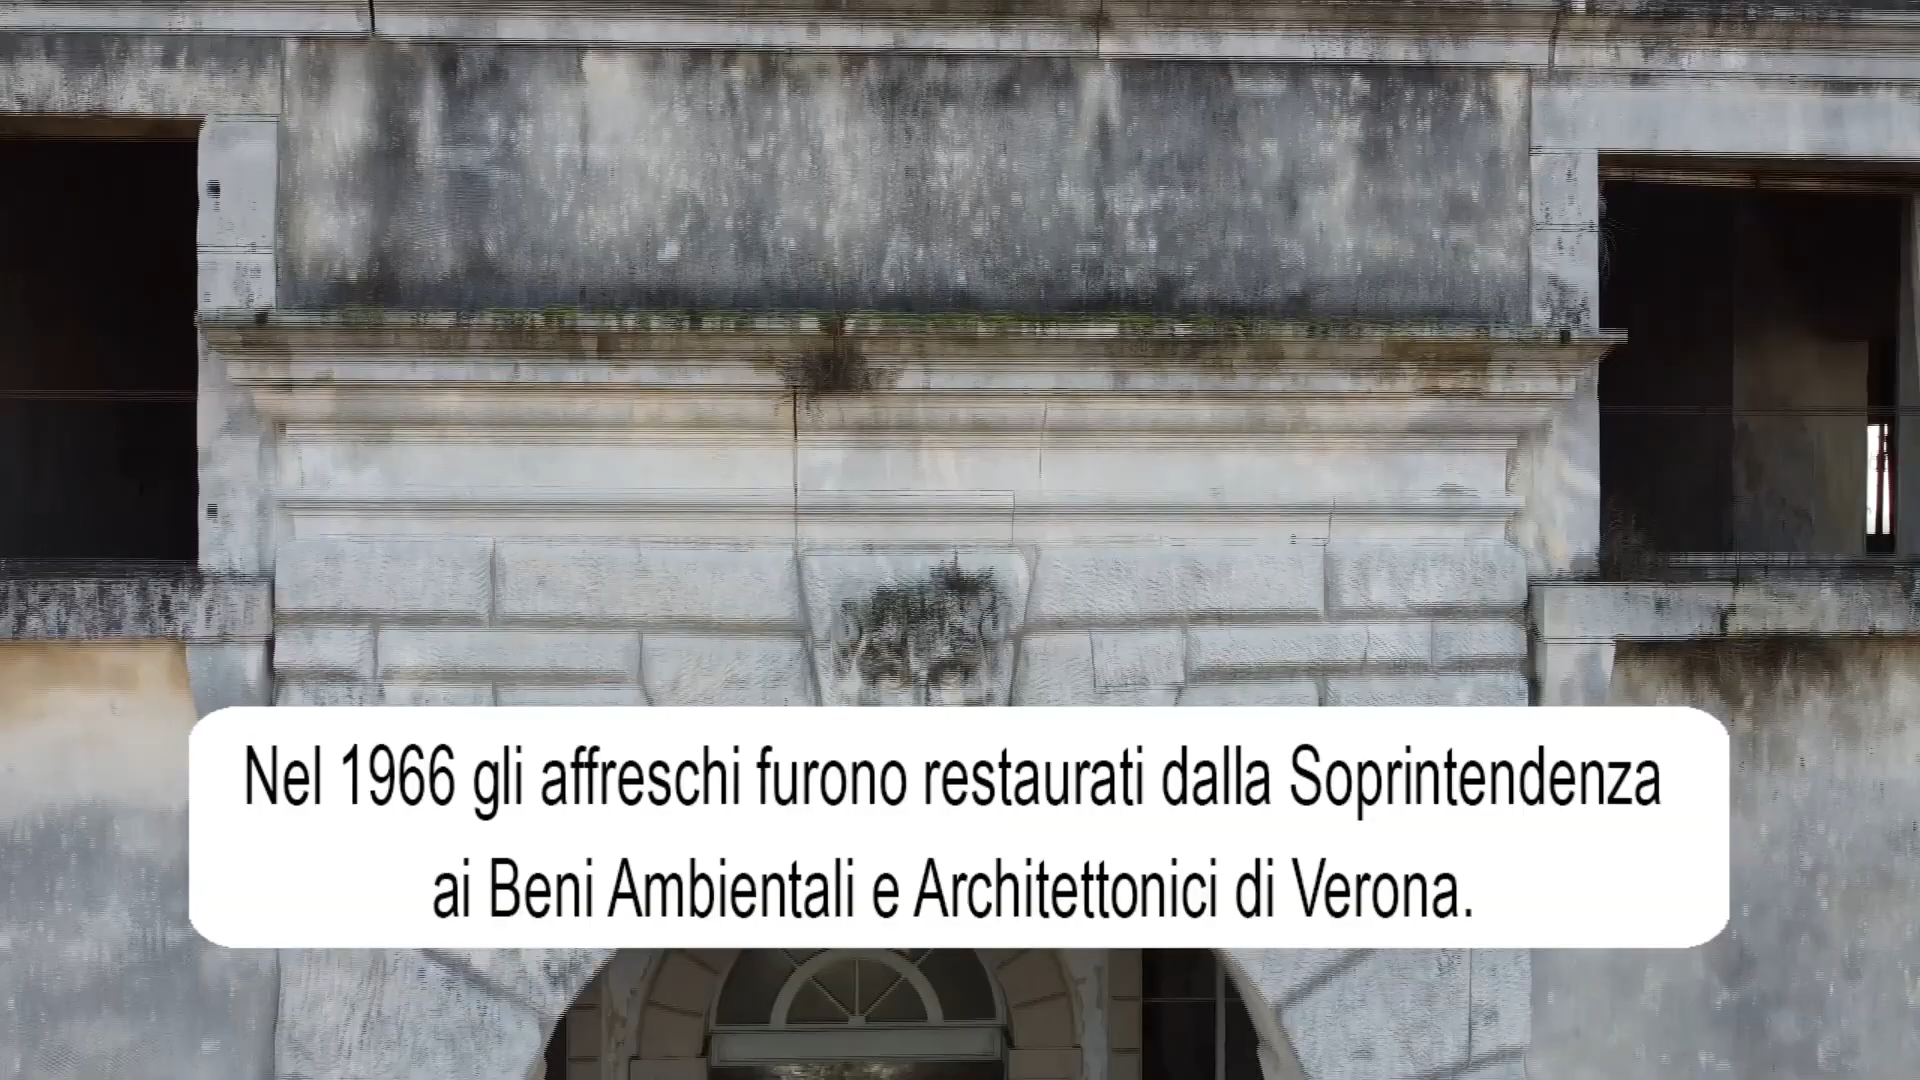 Nel 1966 gli affreschi furono restaurati dalla Soprintendenza
ai Beni Ambientali e Architettonici di Verona.